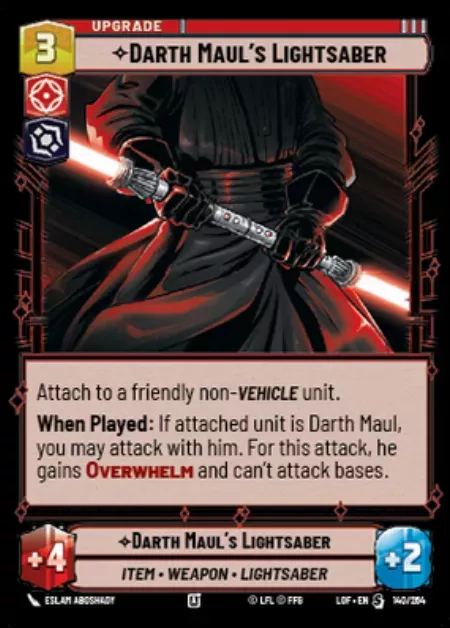 UPGRADE
3
DARTH MAUL'S LIGHTSABER
Attach to a friendly non-VEHICLE unit.
When Played: If attached unit is Darth Maul,
you may attack with him. For this attack, he
gains OVERWHELM and can't attack bases.
+4
DARTH MAUL'S LIGHTSABER
+2
ITEM • WEAPON • LIGHTSABER
ESLAM ABOSHADY
© LFL © FFG
LOF • EN
140/264